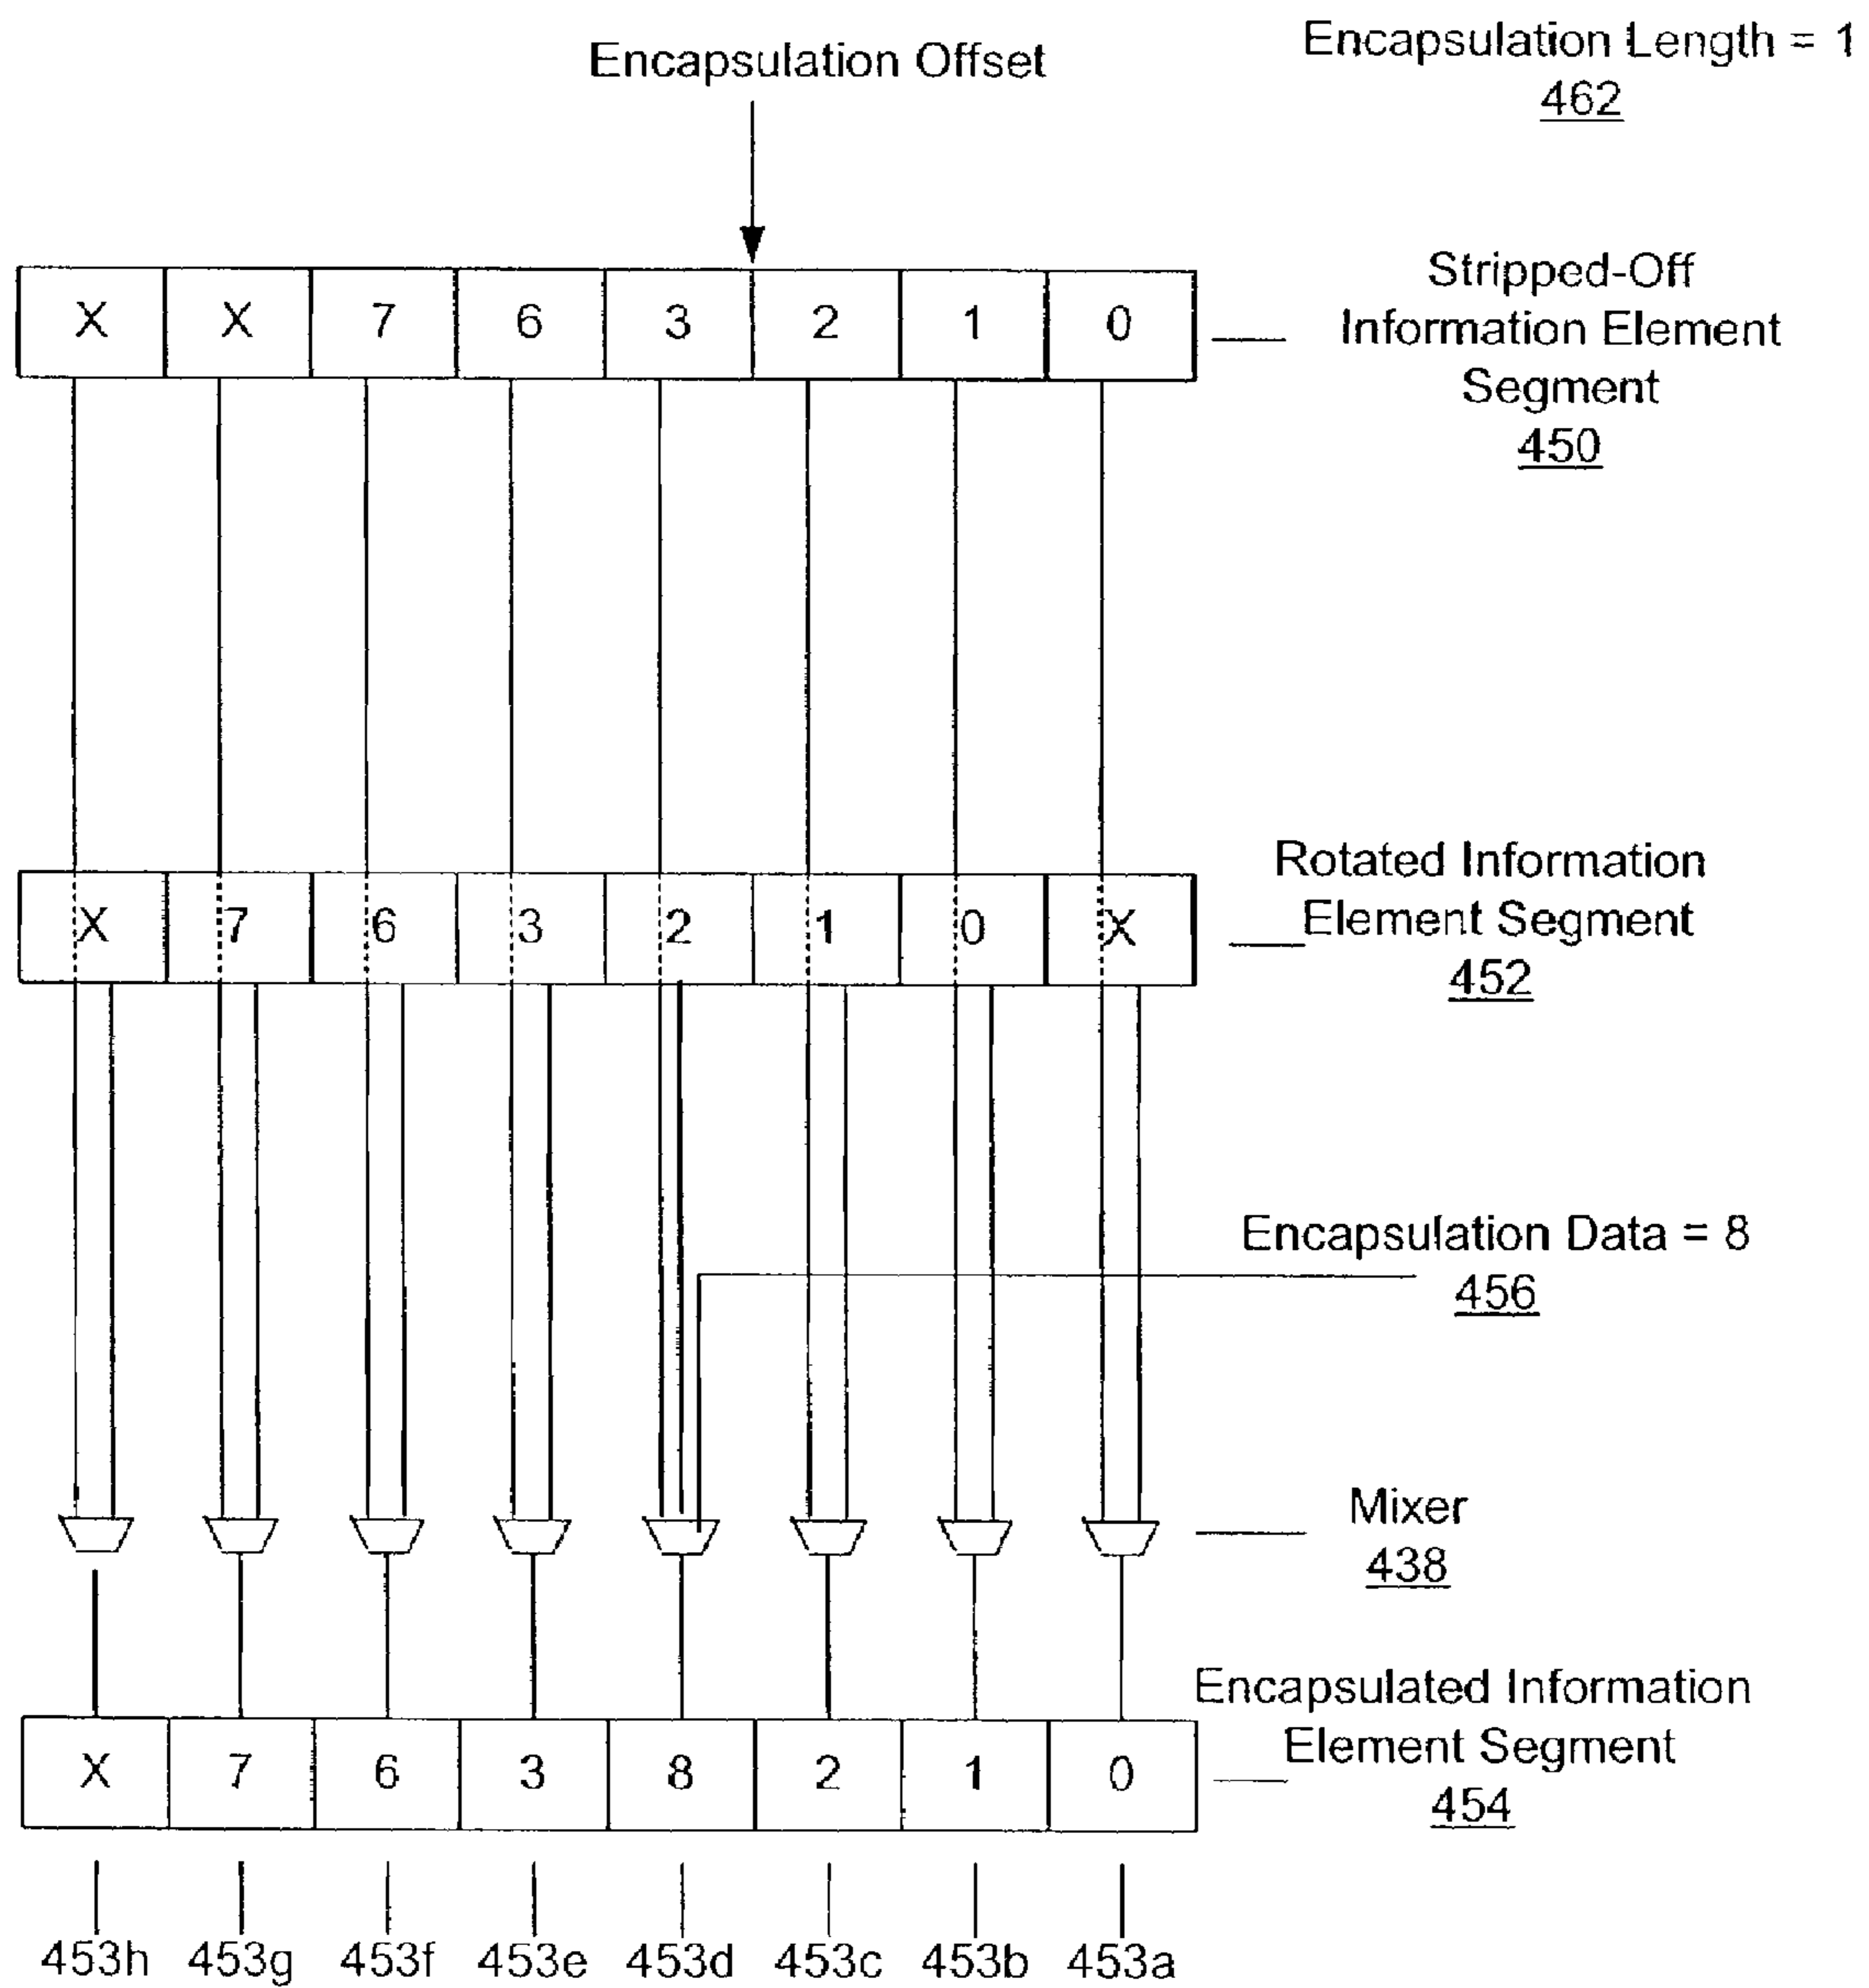 Encapsulation Offset
Encapsulation Length = 1
462
X X 7 6 3 2 1 0
Stripped-Off
Information Element
Segment
450
X 7 6 3 2 1 0 X
Rotated Information
Element Segment
452
Encapsulation Data = 8
456
Mixer
438
X 7 6 3 8 2 1 0
Encapsulated Information
Element Segment
454
453h 453g 453f 453e 453d 453c 453b 453a